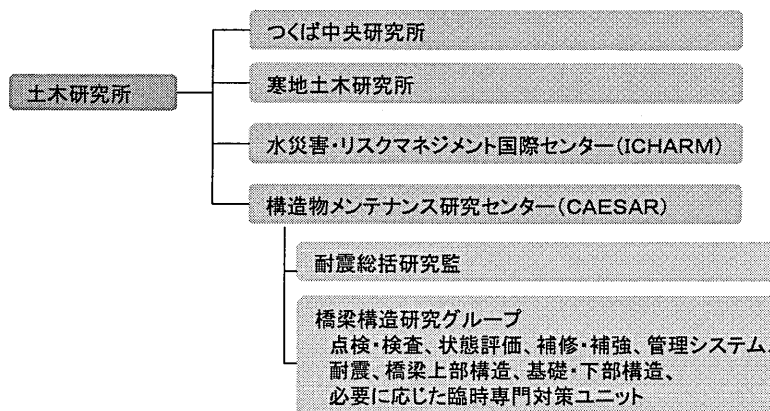 つくば中央研究所
土木研究所
寒地土木研究所
水災害・リスクマネジメント国際センター(ICHARM)
構造物メンテナンス研究センター(CAESAR)
耐震総括研究監
橋梁構造研究グループ
点検・検査、状態評価、補修・補強、管理システム、
耐震、橋梁上部構造、基礎・下部構造、
必要に応じた臨時専門対策ユニット